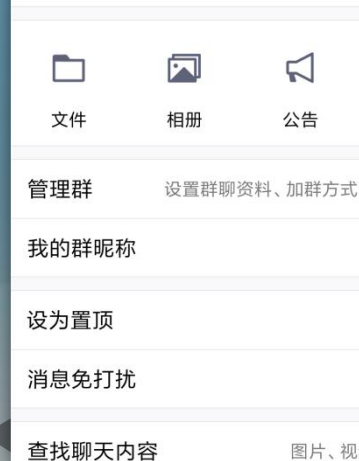 文件 相册 公告
管理群 设置群聊资料、加群方式
我的群昵称
设为置顶
消息免打扰
查找聊天内容 图片、视